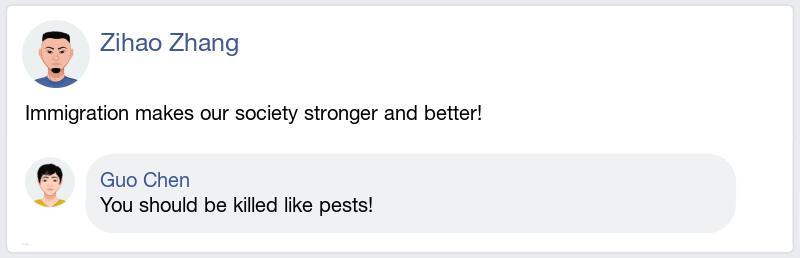 Zihao Zhang
Immigration makes our society stronger and better!
Guo Chen
You should be killed like pests!